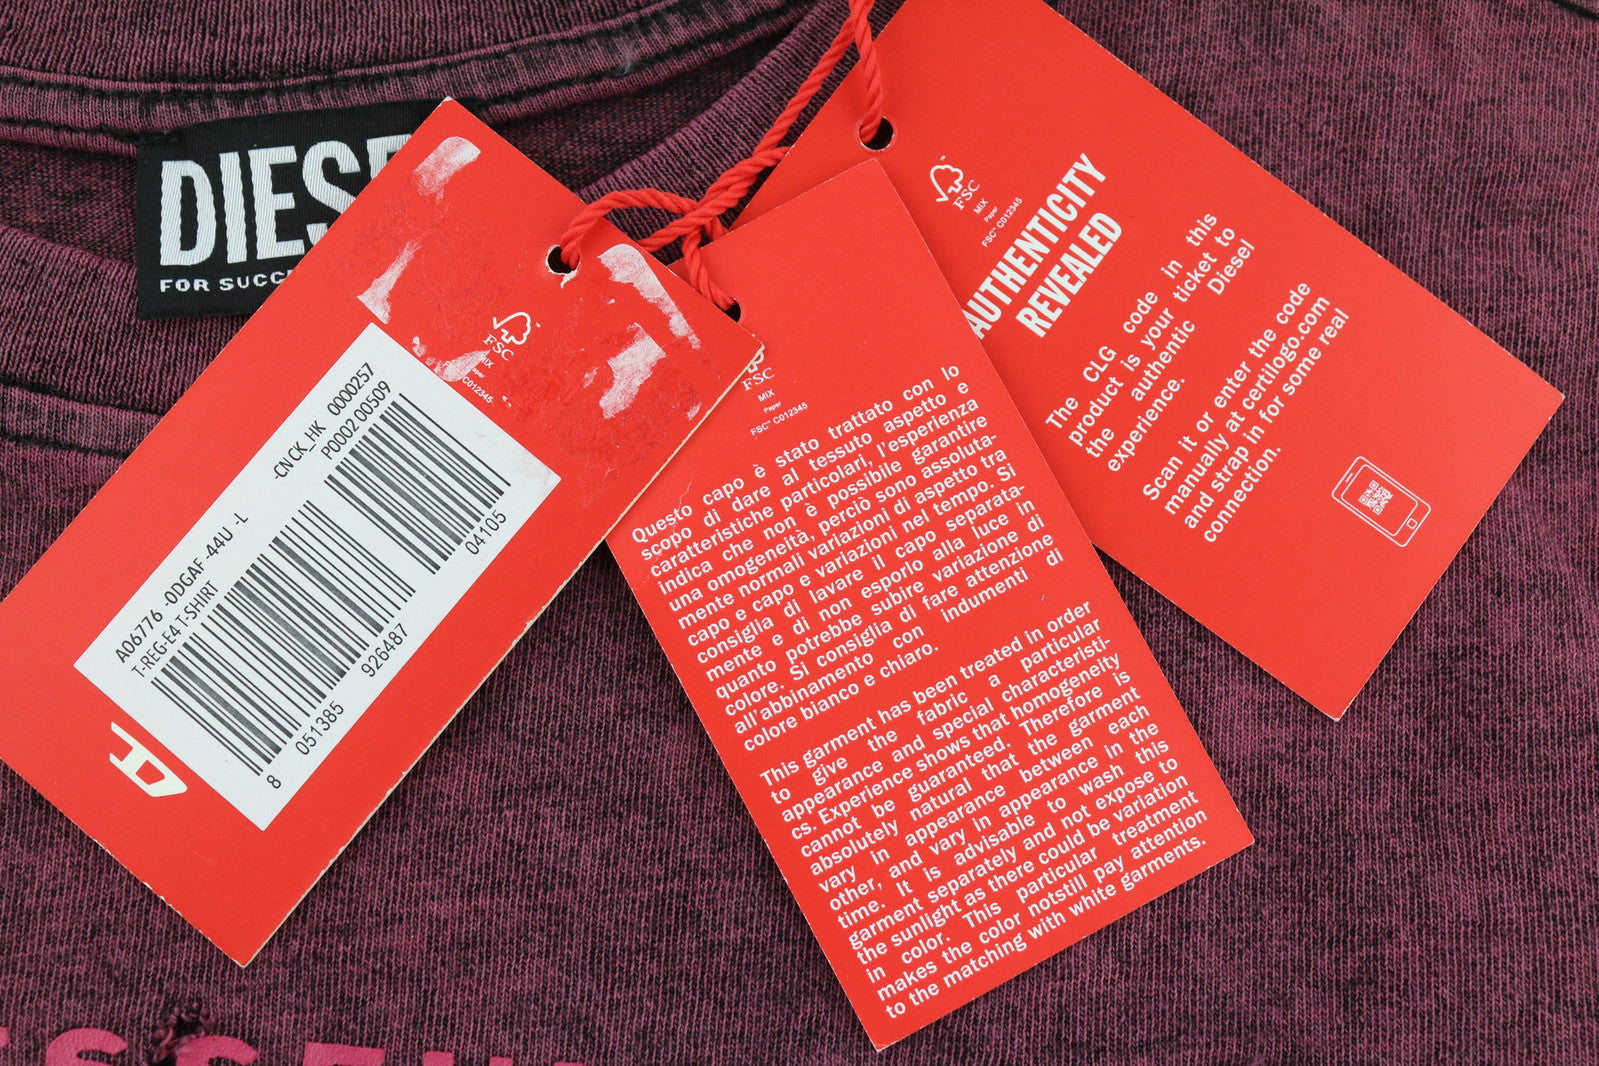 DIESE
FOR SUCC
FSC
-CN CK_HK 0000257
P0002 00509
A06776 -0DGAF -44U -L
T-REG-E4 T-SHIRT
04105
8 051385 926487
FSC
MIX
Paper
FSC™ C012345
Questo capo è stato trattato con lo
scopo di dare al tessuto aspetto e
caratteristiche particolari, l'esperienza
indica che non è possibile garantire
una omogeneità, perciò sono assoluta-
mente normali variazioni di aspetto tra
capo e capo e variazioni nel tempo. Si
consiglia di lavare il capo separata-
mente e di non esporlo alla luce in
quanto potrebbe subire variazione di
colore. Si consiglia di fare attenzione
all'abbinamento con indumenti di
colore bianco e chiaro.
This garment has been treated in order
to give the fabric a particular
appearance and special characteristi-
cs. Experience shows that homogeneity
cannot be guaranteed. Therefore is
absolutely natural that the garment
vary in appearance between each
other, and vary in appearance in the
time. It is advisable to wash this
garment separately and not expose to
the sunlight as there could be variation
in color. This particular treatment
makes the color notstill pay attention
to the matching with white garments.
FSC
MIX
Paper
FSC™ C012345
AUTHENTICITY
REVEALED
The CLG code in this
product is your ticket to
the authentic Diesel
experience.
Scan it or enter the code
manually at certilogo.com
and strap in for some real
connection.